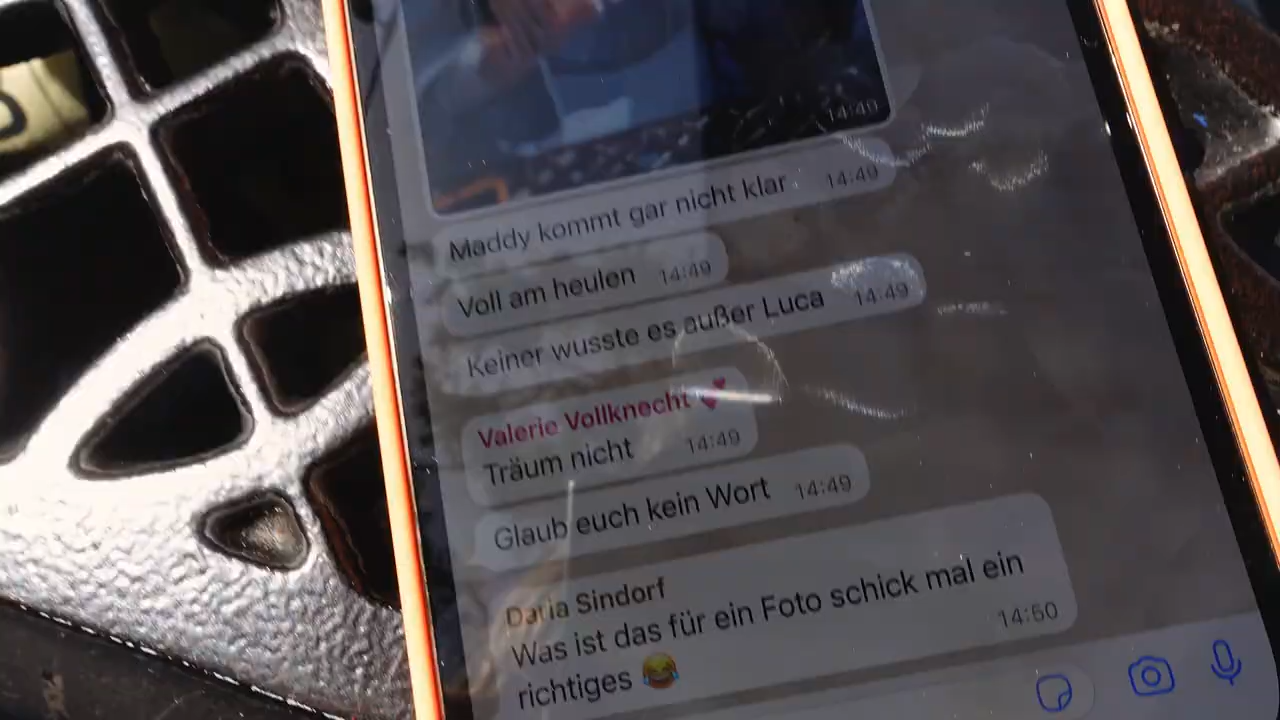 14:49
Maddy kommt gar nicht klar 14:49
Voll am heulen 14:49
Keiner wusste es außer Luca 14:49
Valerie Vollknecht 💕
Träum nicht 14:49
Glaub euch kein Wort 14:49
Daria Sindorf
Was ist das für ein Foto schick mal ein
richtiges 😂 14:50